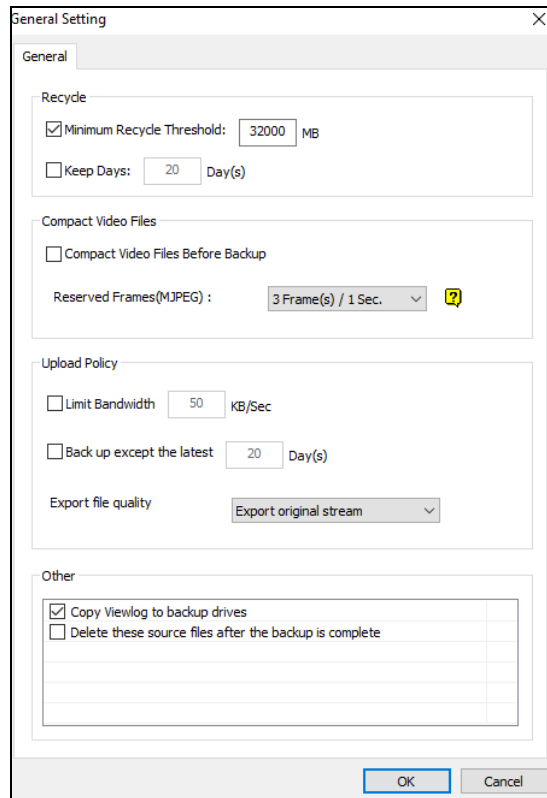 General Setting
General
Recycle
Minimum Recycle Threshold: 32000 MB
Keep Days: 20 Day(s)
Compact Video Files
Compact Video Files Before Backup
Reserved Frames(MJPEG) : 3 Frame(s) / 1 Sec. ?
Upload Policy
Limit Bandwidth 50 KB/Sec
Back up except the latest 20 Day(s)
Export file quality Export original stream
Other
Copy Viewlog to backup drives
Delete these source files after the backup is complete
OK Cancel